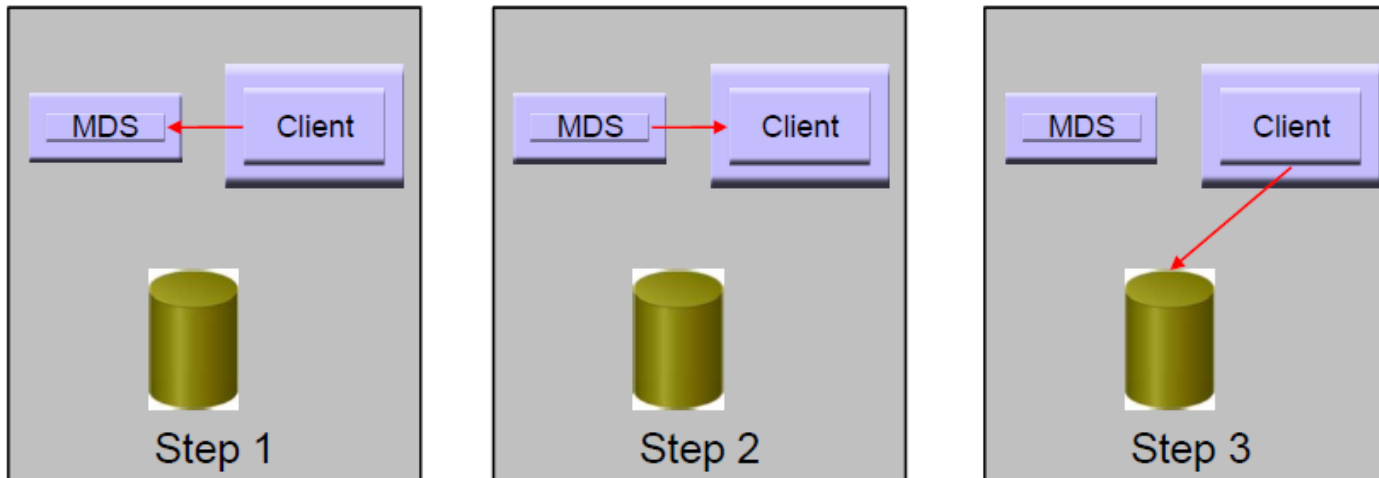 MDS
Client
Step 1
MDS
Client
Step 2
MDS
Client
Step 3